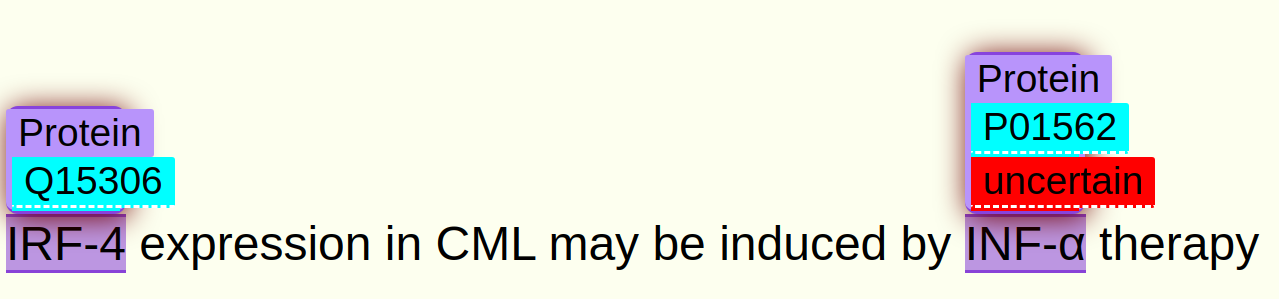 Protein
P01562
uncertain
Protein
Q15306
IRF-4 expression in CML may be induced by INF-α therapy